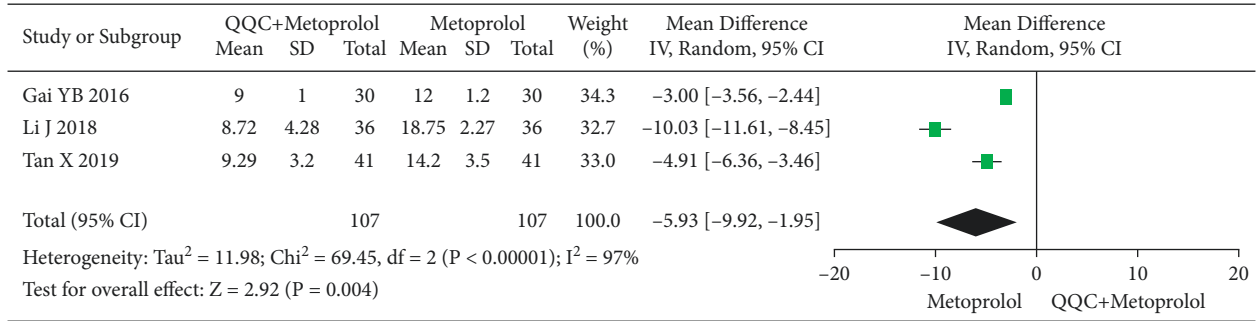 Study or Subgroup QQC+Metoprolol Metoprolol Weight (%) Mean Difference IV, Random, 95% CI Mean Difference IV, Random, 95% CI
Mean SD Total Mean SD Total
Gai YB 2016 9 1 30 12 1.2 30 34.3 –3.00 [–3.56, –2.44]
Li J 2018 8.72 4.28 36 18.75 2.27 36 32.7 –10.03 [–11.61, –8.45]
Tan X 2019 9.29 3.2 41 14.2 3.5 41 33.0 –4.91 [–6.36, –3.46]
Total (95% CI) 107 107 100.0 –5.93 [–9.92, –1.95]
Heterogeneity: Tau² = 11.98; Chi² = 69.45, df = 2 (P < 0.00001); I² = 97%
Test for overall effect: Z = 2.92 (P = 0.004)
–20 –10 0 10 20
Metoprolol QQC+Metoprolol